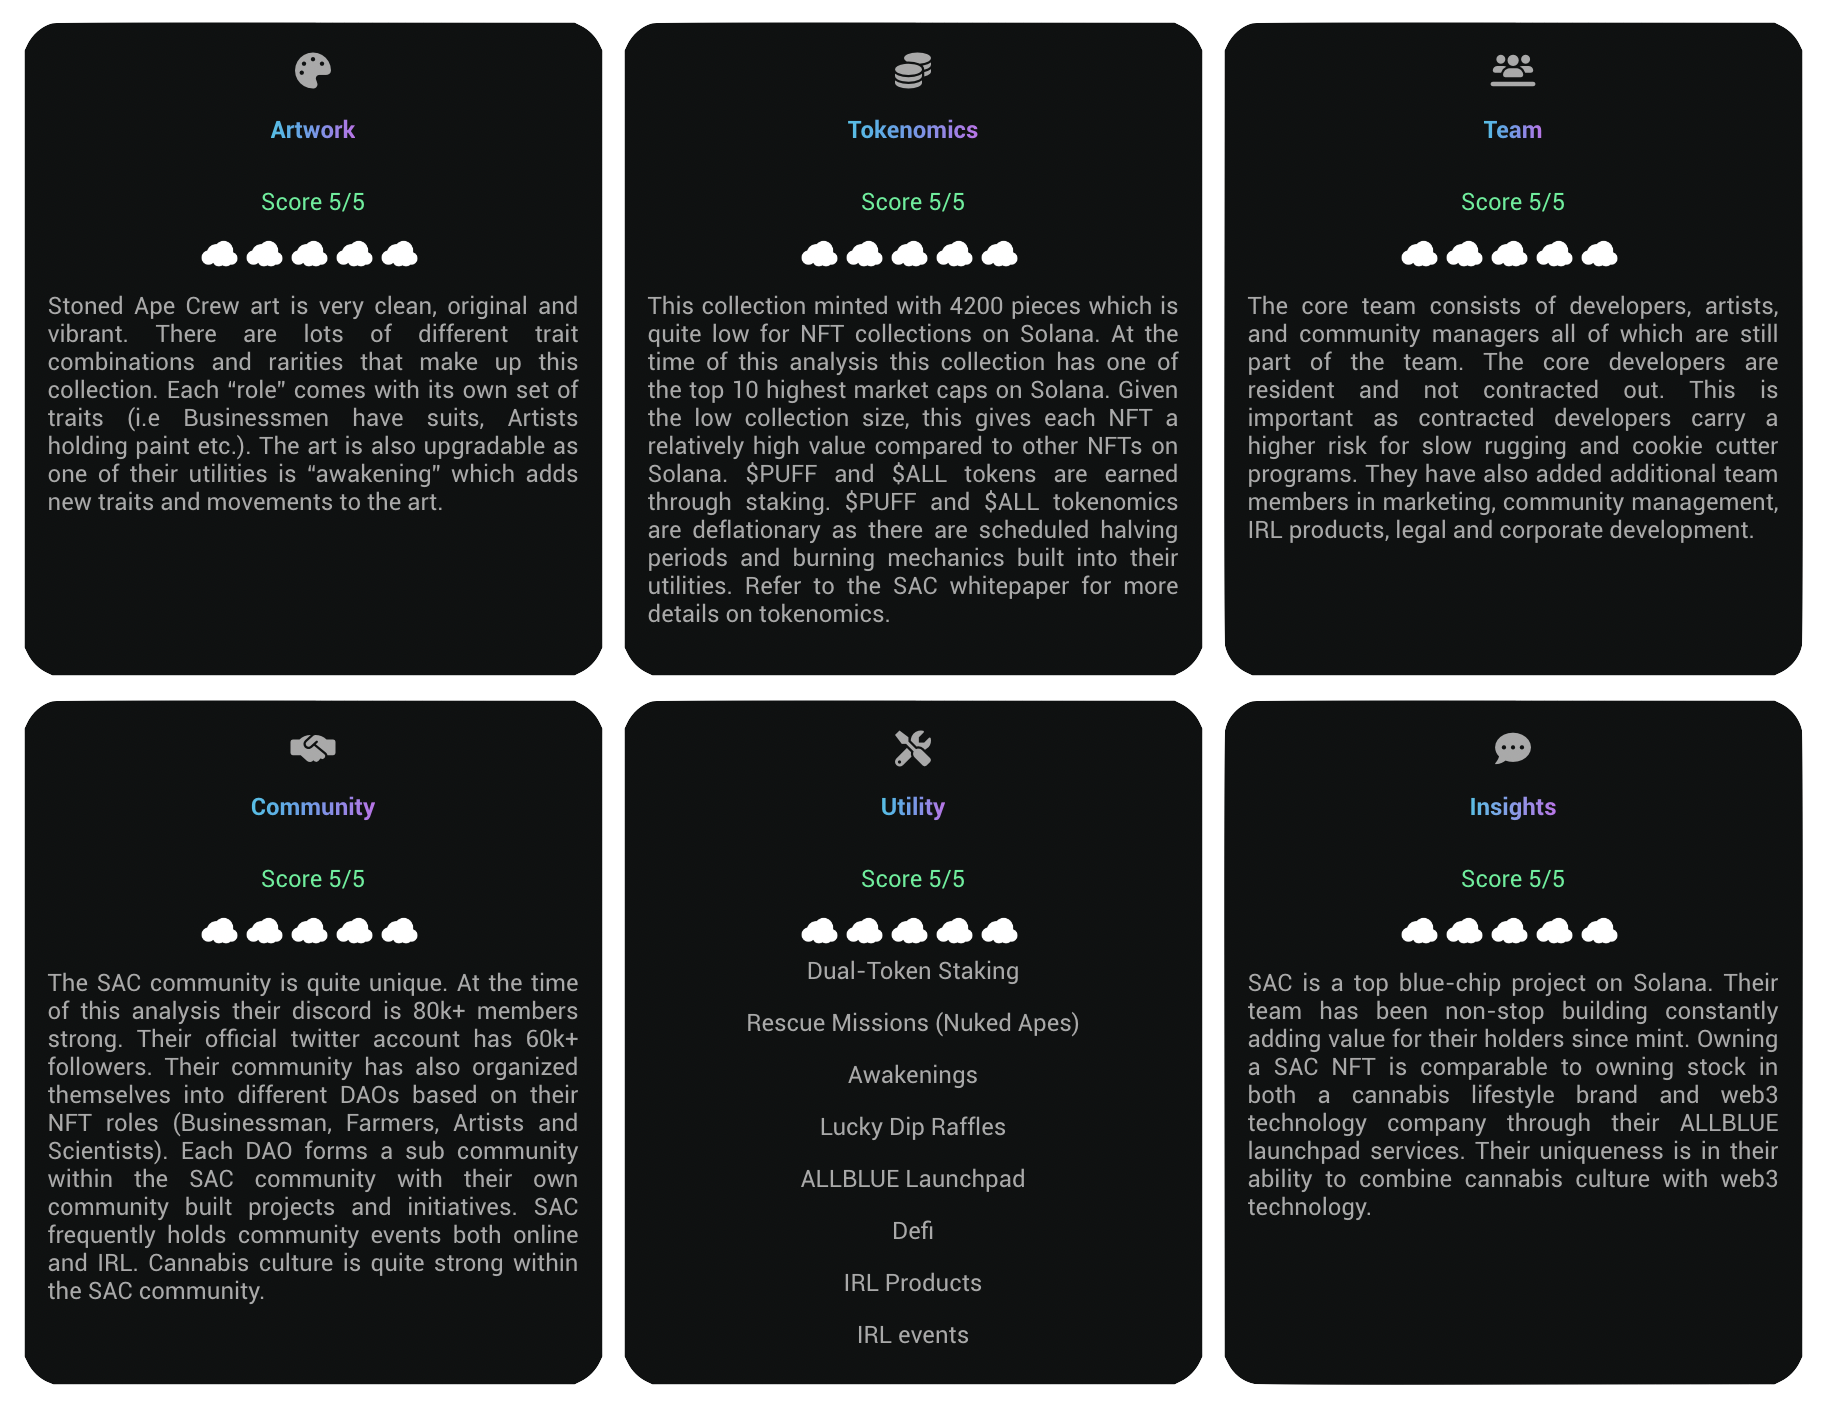 Artwork
Score 5/5
Stoned Ape Crew art is very clean, original and
vibrant. There are lots of different trait
combinations and rarities that make up this
collection. Each “role” comes with its own set of
traits (i.e Businessmen have suits, Artists
holding paint etc.). The art is also upgradable as
one of their utilities is “awakening” which adds
new traits and movements to the art.
Tokenomics
Score 5/5
This collection minted with 4200 pieces which is
quite low for NFT collections on Solana. At the
time of this analysis this collection has one of
the top 10 highest market caps on Solana. Given
the low collection size, this gives each NFT a
relatively high value compared to other NFTs on
Solana. $PUFF and $ALL tokens are earned
through staking. $PUFF and $ALL tokenomics
are deflationary as there are scheduled halving
periods and burning mechanics built into their
utilities. Refer to the SAC whitepaper for more
details on tokenomics.
Team
Score 5/5
The core team consists of developers, artists,
and community managers all of which are still
part of the team. The core developers are
resident and not contracted out. This is
important as contracted developers carry a
higher risk for slow rugging and cookie cutter
programs. They have also added additional team
members in marketing, community management,
IRL products, legal and corporate development.
Community
Score 5/5
The SAC community is quite unique. At the time
of this analysis their discord is 80k+ members
strong. Their official twitter account has 60k+
followers. Their community has also organized
themselves into different DAOs based on their
NFT roles (Businessman, Farmers, Artists and
Scientists). Each DAO forms a sub community
within the SAC community with their own
community built projects and initiatives. SAC
frequently holds community events both online
and IRL. Cannabis culture is quite strong within
the SAC community.
Utility
Score 5/5
Dual-Token Staking
Rescue Missions (Nuked Apes)
Awakenings
Lucky Dip Raffles
ALLBLUE Launchpad
Defi
IRL Products
IRL events
Insights
Score 5/5
SAC is a top blue-chip project on Solana. Their
team has been non-stop building constantly
adding value for their holders since mint. Owning
a SAC NFT is comparable to owning stock in
both a cannabis lifestyle brand and web3
technology company through their ALLBLUE
launchpad services. Their uniqueness is in their
ability to combine cannabis culture with web3
technology.